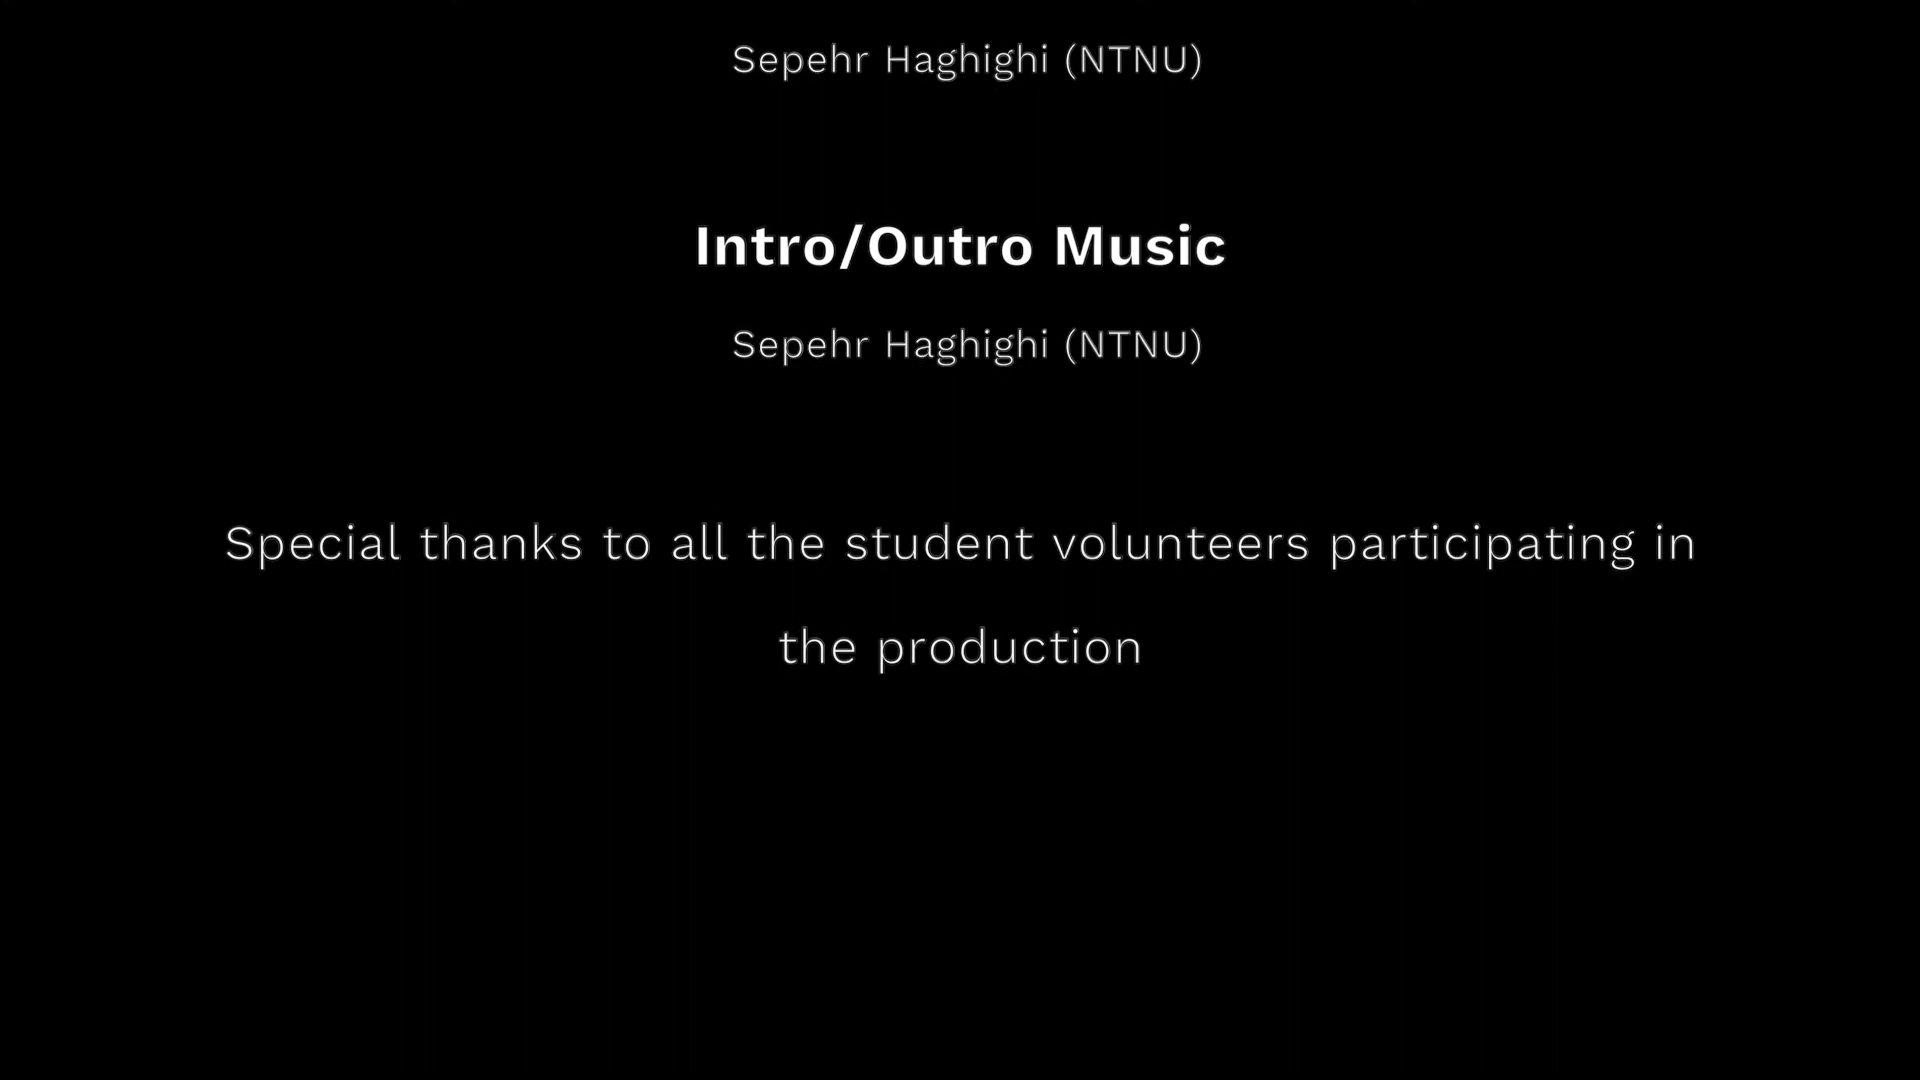 Sepehr Haghighi (NTNU)
Intro/Outro Music
Sepehr Haghighi (NTNU)
Special thanks to all the student volunteers participating in
the production